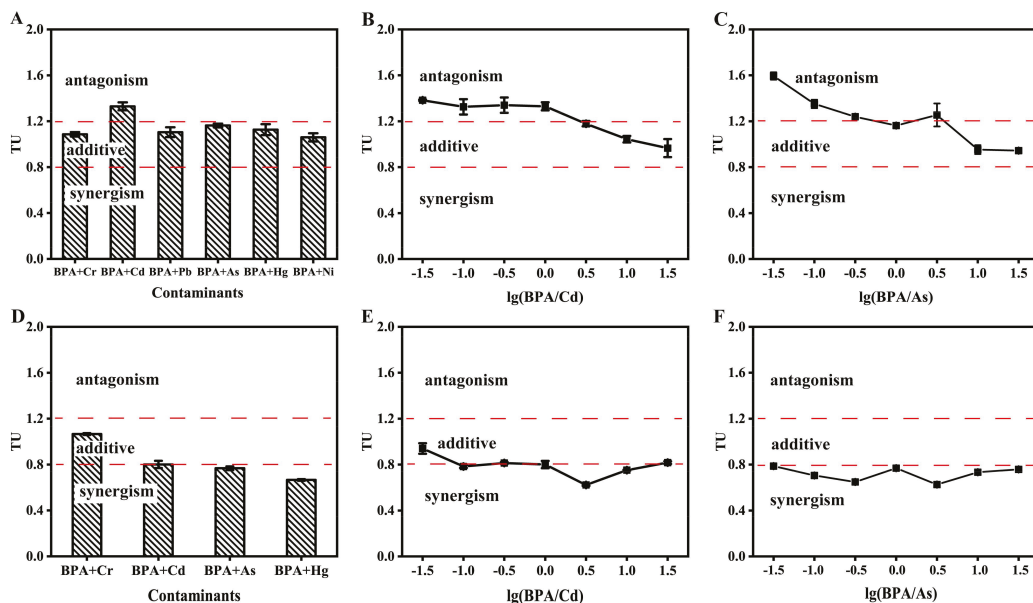 A
2.0
1.6
1.2
0.8
0.4
0.0
TU
antagonism
additive
synergism
BPA+Cr BPA+Cd BPA+Pb BPA+As BPA+Hg BPA+Ni
Contaminants
B
2.0
1.6
1.2
0.8
0.4
0.0
TU
antagonism
additive
synergism
-1.5 -1.0 -0.5 0.0 0.5 1.0 1.5
lg(BPA/Cd)
C
2.0
1.6
1.2
0.8
0.4
0.0
TU
antagonism
additive
synergism
-1.5 -1.0 -0.5 0.0 0.5 1.0 1.5
lg(BPA/As)
D
2.0
1.6
1.2
0.8
0.4
0.0
TU
antagonism
additive
synergism
BPA+Cr BPA+Cd BPA+As BPA+Hg
Contaminants
E
2.0
1.6
1.2
0.8
0.4
0.0
TU
antagonism
additive
synergism
-1.5 -1.0 -0.5 0.0 0.5 1.0 1.5
lg(BPA/Cd)
F
2.0
1.6
1.2
0.8
0.4
0.0
TU
antagonism
additive
synergism
-1.5 -1.0 -0.5 0.0 0.5 1.0 1.5
lg(BPA/As)